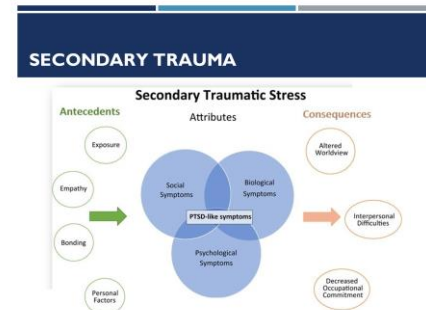 SECONDARY TRAUMA
Secondary Traumatic Stress
Antecedents
Attributes
Consequences
Exposure
Empathy
Bonding
Personal
Factors
Social
Symptoms
Biological
Symptoms
PTSD-like symptoms
Psychological
Symptoms
Altered
Worldview
Interpersonal
Difficulties
Decreased
Occupational
Commitment